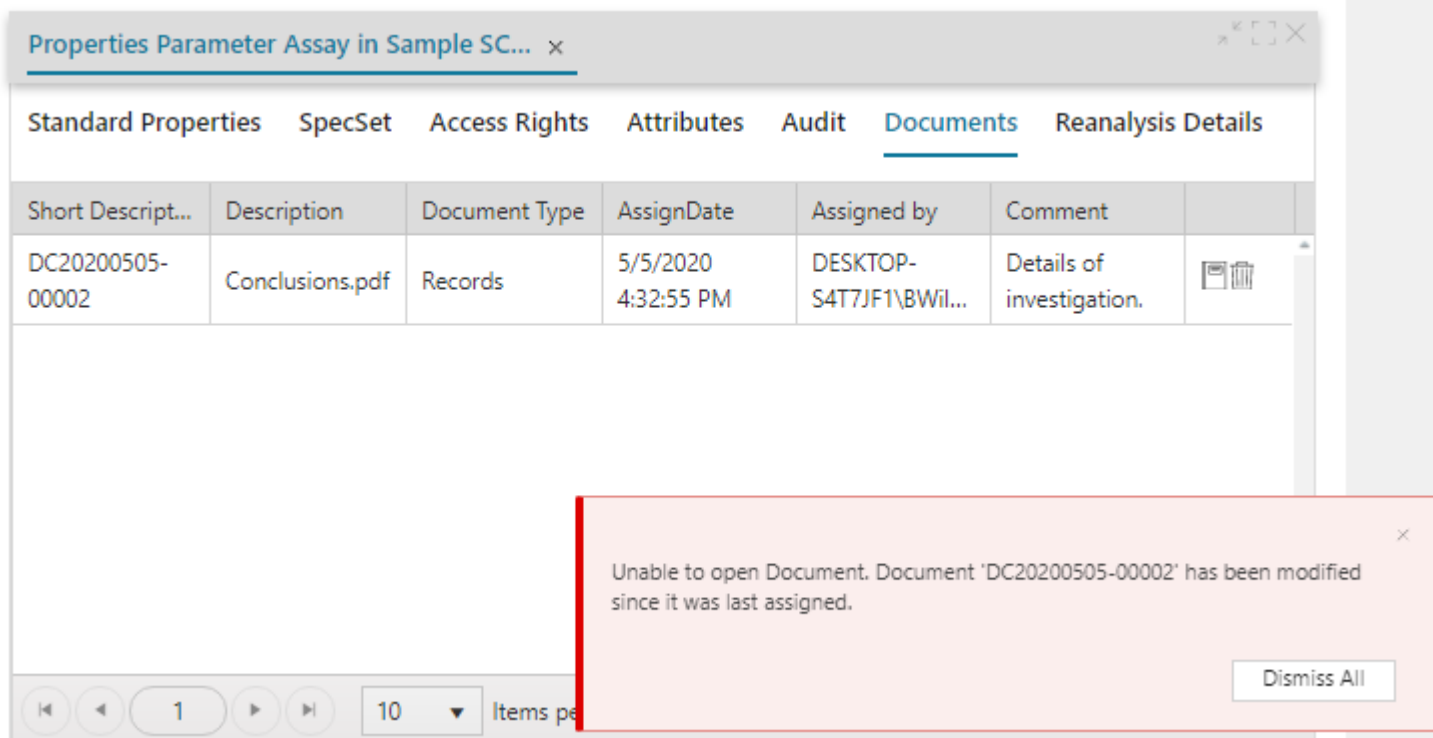 Properties Parameter Assay in Sample SC... ×
Standard Properties SpecSet Access Rights Attributes Audit Documents Reanalysis Details
Short Descript... Description Document Type AssignDate Assigned by Comment
DC20200505-
00002
Conclusions.pdf
Records
5/5/2020
4:32:55 PM
DESKTOP-
S4T7JF1\BWil...
Details of
investigation.
Unable to open Document. Document 'DC20200505-00002' has been modified
since it was last assigned.
Dismiss All
1 10 Items pe